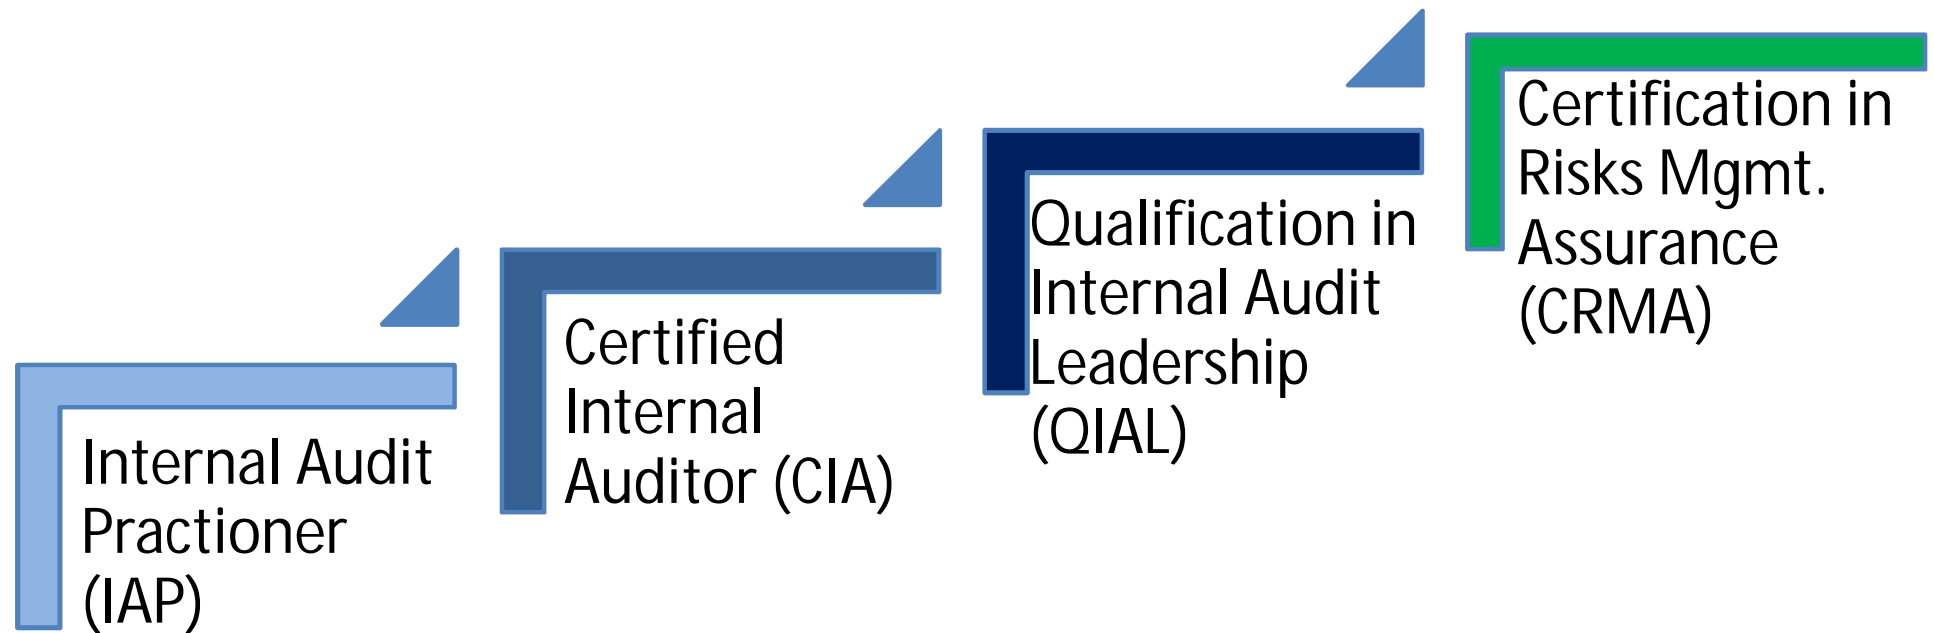 Internal Audit
Practioner
(IAP)
Certified
Internal
Auditor (CIA)
Qualification in
Internal Audit
Leadership
(QIAL)
Certification in
Risks Mgmt.
Assurance
(CRMA)